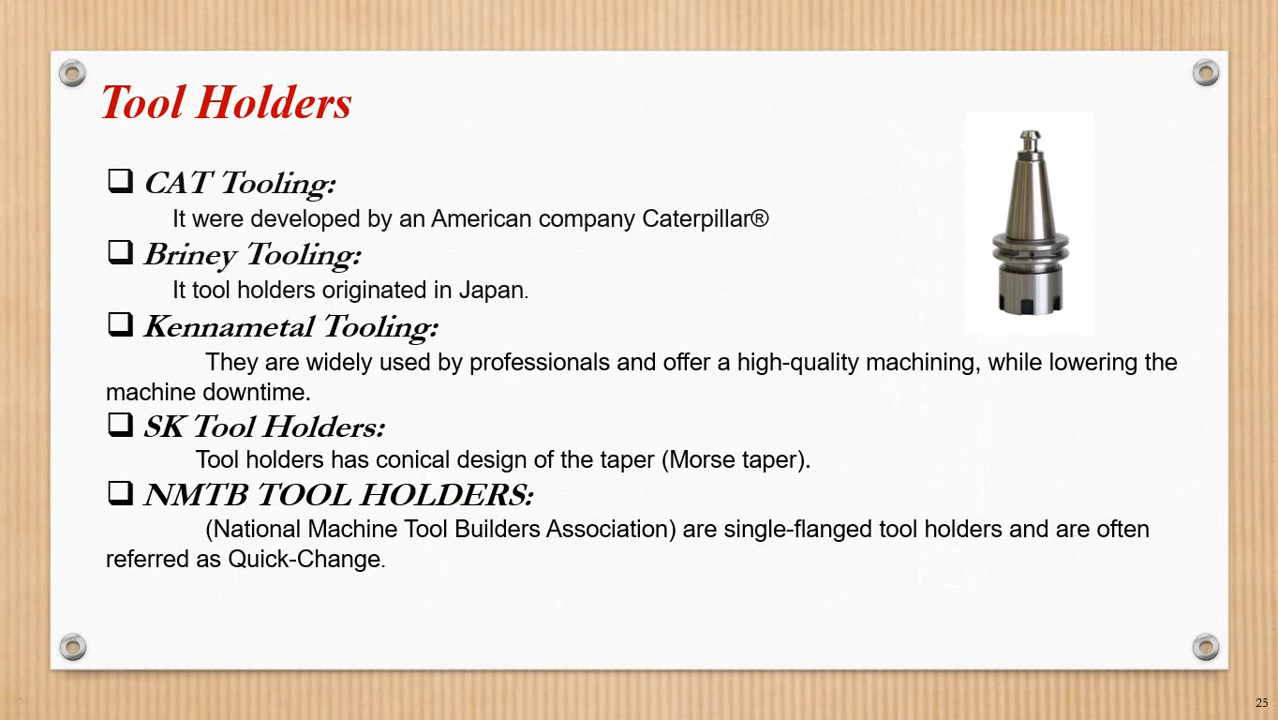 Tool Holders
❑ CAT Tooling:
It were developed by an American company Caterpillar®
❑ Briney Tooling:
It tool holders originated in Japan.
❑ Kennametal Tooling:
They are widely used by professionals and offer a high-quality machining, while lowering the
machine downtime.
❑ SK Tool Holders:
Tool holders has conical design of the taper (Morse taper).
❑ NMTB TOOL HOLDERS:
(National Machine Tool Builders Association) are single-flanged tool holders and are often
referred as Quick-Change.
25